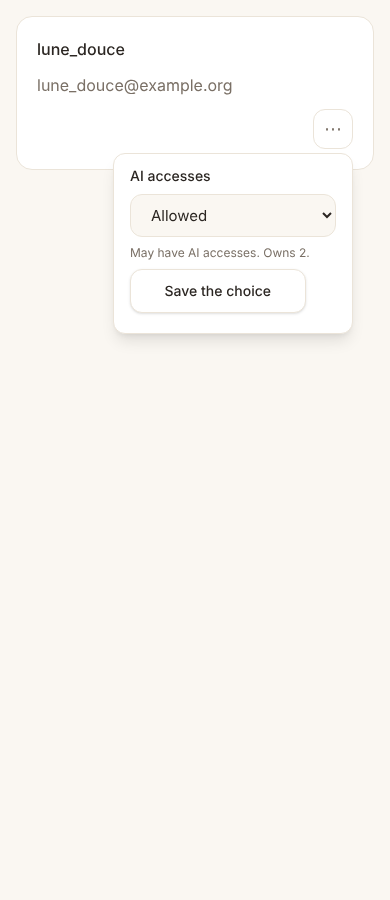 lune_douce
lune_douce@example.org
...
AI accesses
Allowed
May have AI accesses. Owns 2.
Save the choice